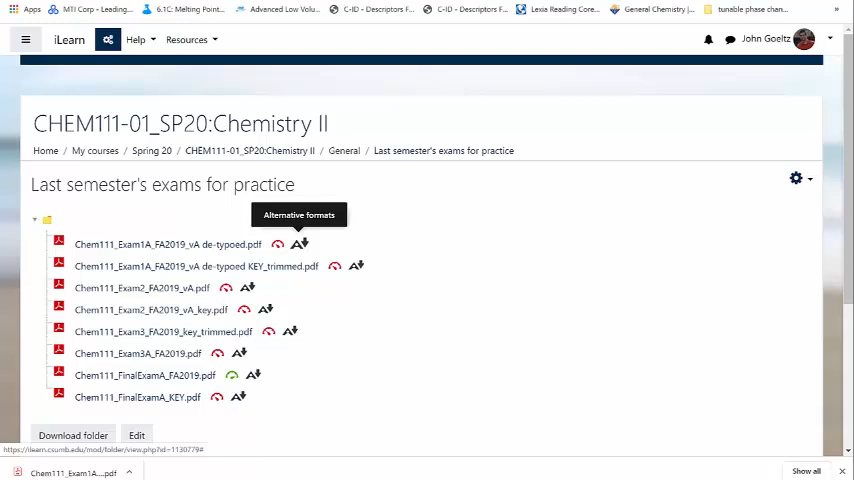 Apps MTI Corp - Leading... 6.1C: Melting Point... Advanced Low Volu... C-ID - Descriptors F... C-ID - Descriptors F... Lexia Reading Core... General Chemistry |... tunable phase chan... »
iLearn Help Resources John Goeltz
CHEM111-01_SP20:Chemistry II
Home / My courses / Spring 20 / CHEM111-01_SP20:Chemistry II / General / Last semester's exams for practice
Last semester's exams for practice
Alternative formats
Chem111_Exam1A_FA2019_vA de-typoed.pdf
Chem111_Exam1A_FA2019_vA de-typoed KEY_trimmed.pdf
Chem111_Exam2_FA2019_vA.pdf
Chem111_Exam2_FA2019_vA_key.pdf
Chem111_Exam3_FA2019_key_trimmed.pdf
Chem111_Exam3A_FA2019.pdf
Chem111_FinalExamA_FA2019.pdf
Chem111_FinalExamA_KEY.pdf
Download folder Edit
https://ilearn.csumb.edu/mod/folder/view.php?id=1130779#
Chem111_Exam1A....pdf Show all